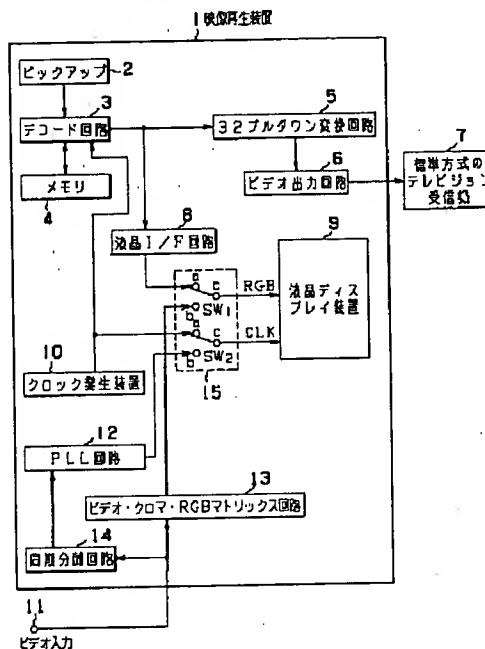 1 映像再生装置
ピックアップ
2
3
デコード回路
5
32プルダウン変換回路
メモリ
4
6
ビデオ出力回路
7
標準方式の
テレビジョン
受信機
8
液晶I/F回路
9
液晶ディス
プレイ装置
a
c
RGB
b
SW1
a
c
CLK
b
SW2
15
10
クロック発生装置
12
PLL回路
13
ビデオ・クロマ・RGBマトリックス回路
14
同期分離回路
11
ビデオ入力